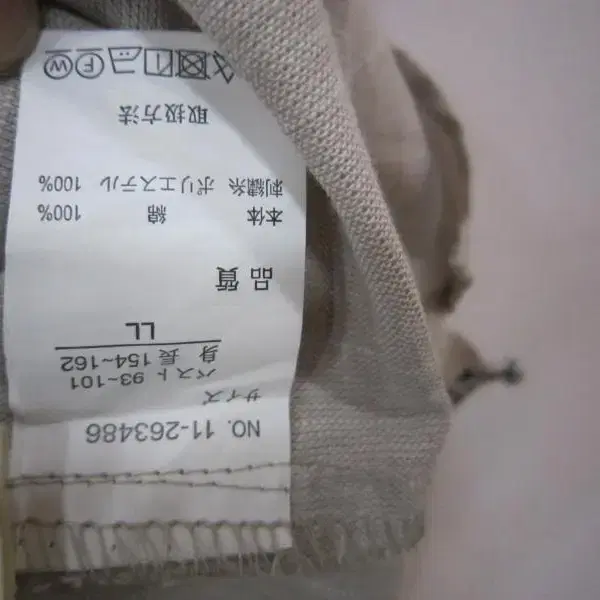 NO. 11-263486
サイズ
バスト 93~101
身 長 154~162
LL
品 質
本体 綿 100%
刺繍糸 ポリエステル 100%
取扱方法
F W